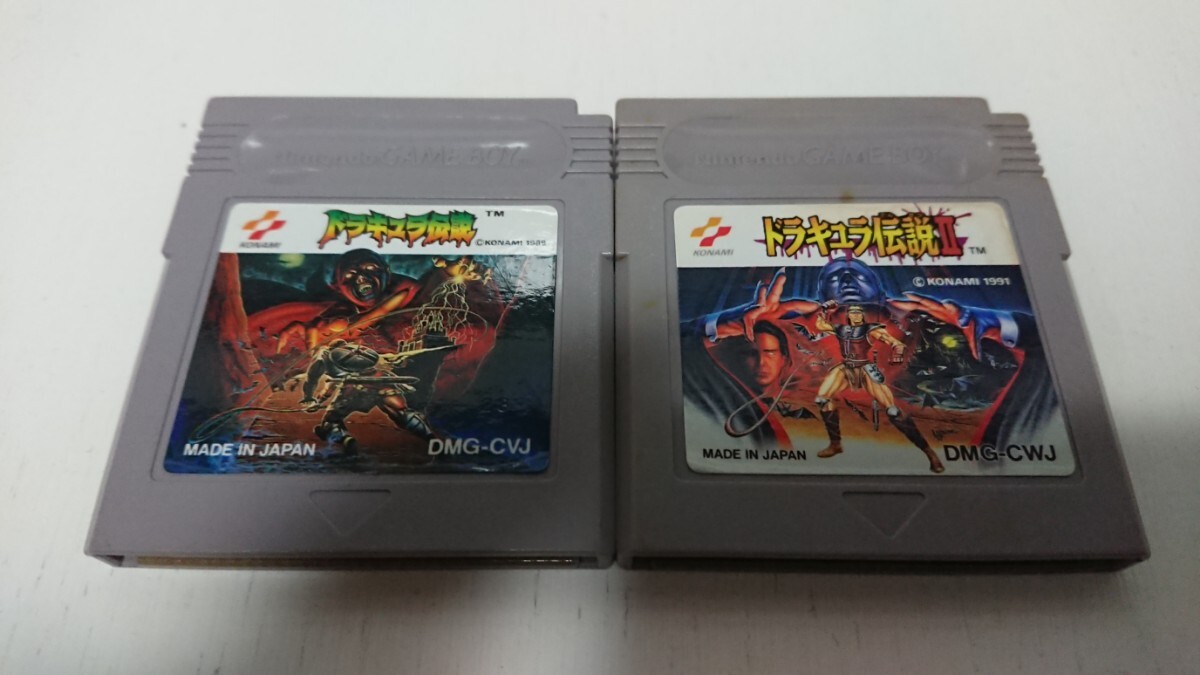 Nintendo GAME BOY
KONAMI
ドラキュラ伝説 TM
©KONAMI 1989
MADE IN JAPAN
DMG-CVJ
Nintendo GAME BOY
KONAMI
ドラキュラ伝説II TM
© KONAMI 1991
MADE IN JAPAN
DMG-CWJ